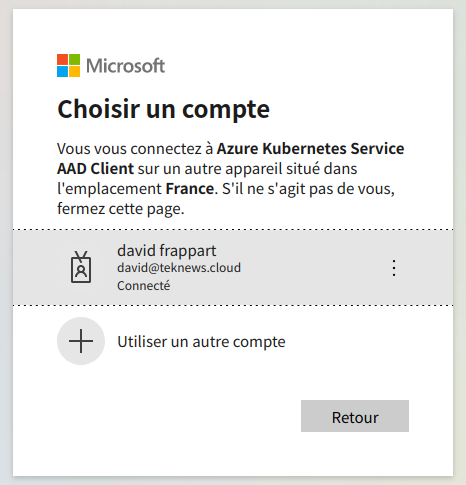 Microsoft
Choisir un compte
Vous vous connectez à Azure Kubernetes Service
AAD Client sur un autre appareil situé dans
l'emplacement France. S'il ne s'agit pas de vous,
fermez cette page.
david frappart
david@teknews.cloud
Connecté
Utiliser un autre compte
Retour